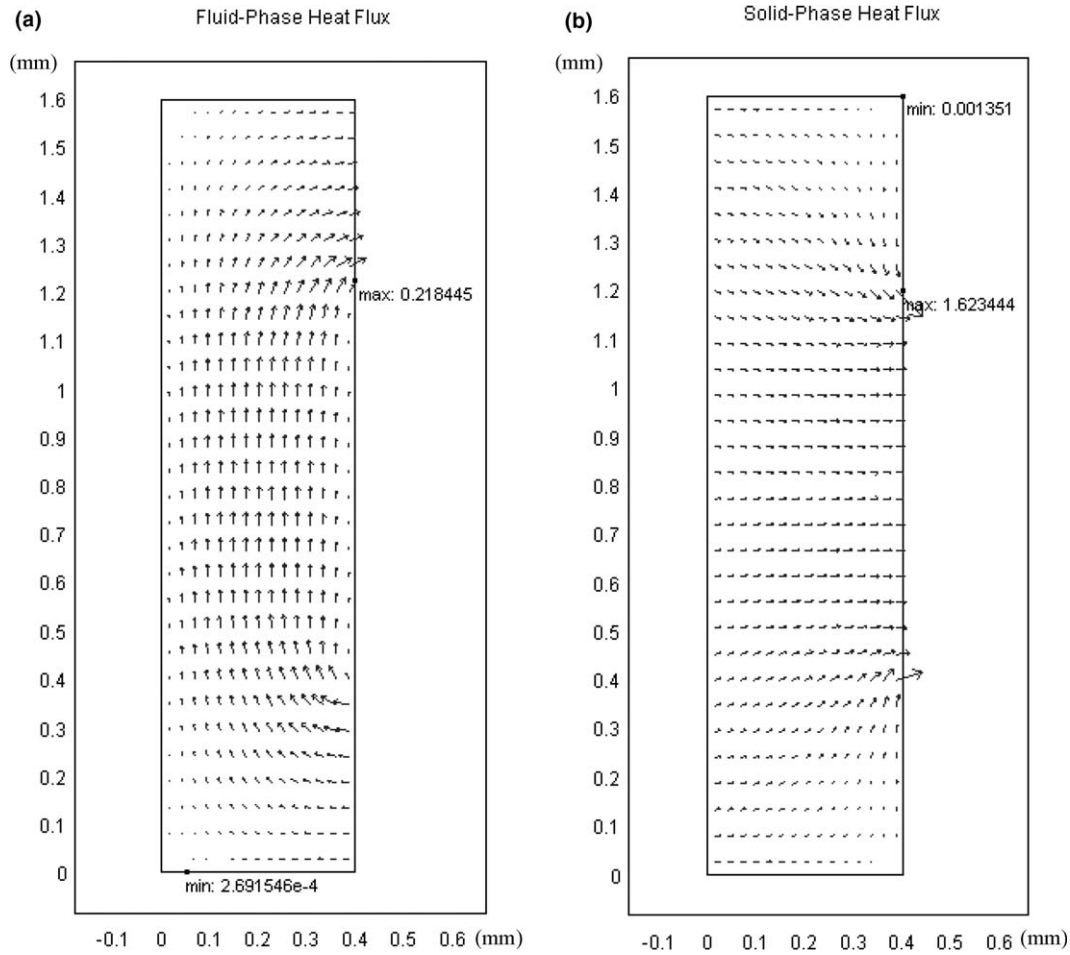 (a)
Fluid-Phase Heat Flux
(mm)
1.6
1.5
1.4
1.3
1.2
1.1
1
0.9
0.8
0.7
0.6
0.5
0.4
0.3
0.2
0.1
0
max: 0.218445
min: 2.691546e-4
-0.1 0 0.1 0.2 0.3 0.4 0.5 0.6 (mm)
(b)
Solid-Phase Heat Flux
(mm)
1.6
1.5
1.4
1.3
1.2
1.1
1
0.9
0.8
0.7
0.6
0.5
0.4
0.3
0.2
0.1
0
min: 0.001351
max: 1.623444
-0.1 0 0.1 0.2 0.3 0.4 0.5 0.6 (mm)